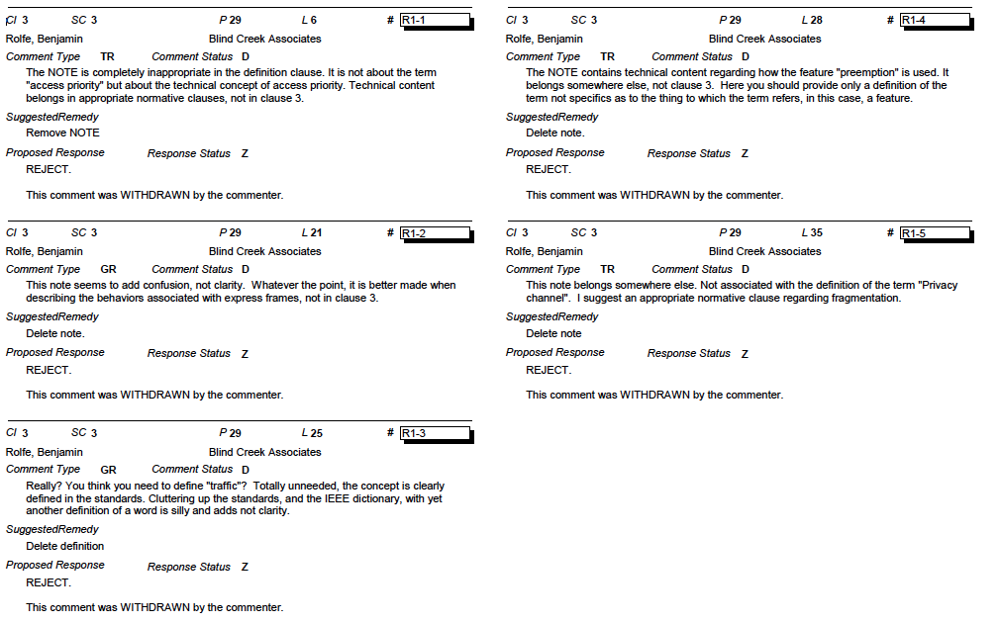 Cl 3 SC 3 P 29 L 6 # R1-1
Rolfe, Benjamin Blind Creek Associates
Comment Type TR Comment Status D
The NOTE is completely inappropriate in the definition clause. It is not about the term
"access priority" but about the technical concept of access priority. Technical content
belongs in appropriate normative clauses, not in clause 3.
SuggestedRemedy
Remove NOTE
Proposed Response Response Status Z
REJECT.
This comment was WITHDRAWN by the commenter.
Cl 3 SC 3 P 29 L 21 # R1-2
Rolfe, Benjamin Blind Creek Associates
Comment Type GR Comment Status D
This note seems to add confusion, not clarity. Whatever the point, it is better made when
describing the behaviors associated with express frames, not in clause 3.
SuggestedRemedy
Delete note.
Proposed Response Response Status Z
REJECT.
This comment was WITHDRAWN by the commenter.
Cl 3 SC 3 P 29 L 25 # R1-3
Rolfe, Benjamin Blind Creek Associates
Comment Type GR Comment Status D
Really? You think you need to define "traffic"? Totally unneeded, the concept is clearly
defined in the standards. Cluttering up the standards, and the IEEE dictionary, with yet
another definition of a word is silly and adds not clarity.
SuggestedRemedy
Delete definition
Proposed Response Response Status Z
REJECT.
This comment was WITHDRAWN by the commenter.
Cl 3 SC 3 P 29 L 28 # R1-4
Rolfe, Benjamin Blind Creek Associates
Comment Type TR Comment Status D
The NOTE contains technical content regarding how the feature "preemption" is used. It
belongs somewhere else, not clause 3. Here you should provide only a definition of the
term not specifics as to the thing to which the term refers, in this case, a feature.
SuggestedRemedy
Delete note.
Proposed Response Response Status Z
REJECT.
This comment was WITHDRAWN by the commenter.
Cl 3 SC 3 P 29 L 35 # R1-5
Rolfe, Benjamin Blind Creek Associates
Comment Type TR Comment Status D
This note belongs somewhere else. Not associated with the definition of the term "Privacy
channel". I suggest an appropriate normative clause regarding fragmentation.
SuggestedRemedy
Delete note
Proposed Response Response Status Z
REJECT.
This comment was WITHDRAWN by the commenter.